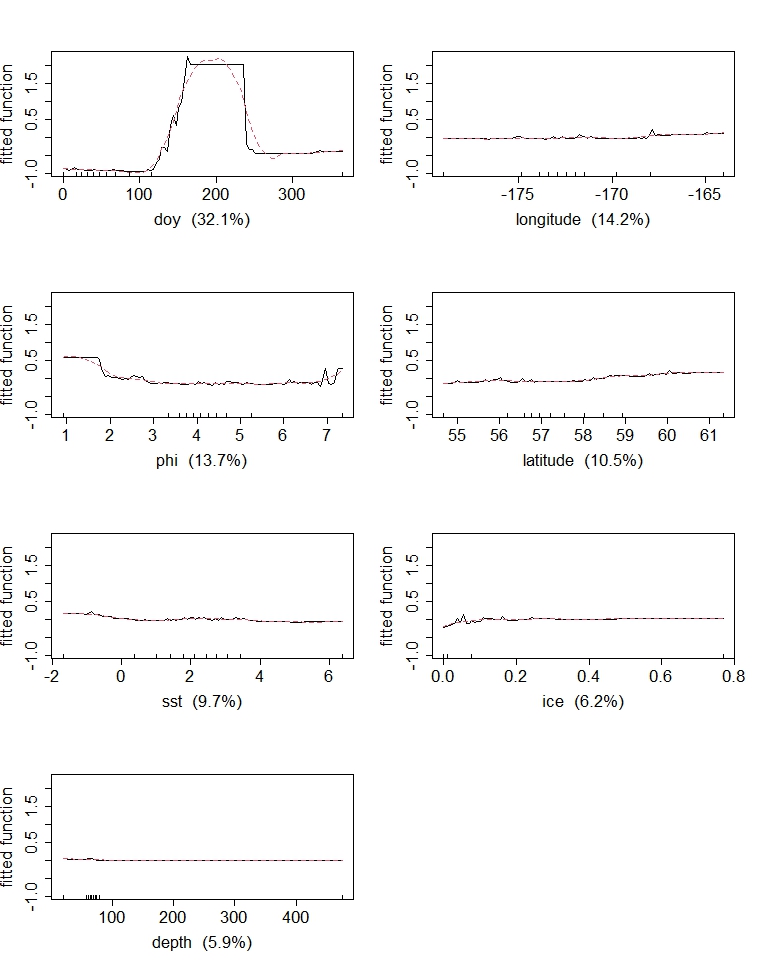 fitted function
-1.0 0.5 1.5
0 100 200 300
doy (32.1%)
fitted function
-1.0 0.5 1.5
-175 -170 -165
longitude (14.2%)
fitted function
-1.0 0.5 1.5
1 2 3 4 5 6 7
phi (13.7%)
fitted function
-1.0 0.5 1.5
55 56 57 58 59 60 61
latitude (10.5%)
fitted function
-1.0 0.5 1.5
-2 0 2 4 6
sst (9.7%)
fitted function
-1.0 0.5 1.5
0.0 0.2 0.4 0.6 0.8
ice (6.2%)
fitted function
-1.0 0.5 1.5
100 200 300 400
depth (5.9%)